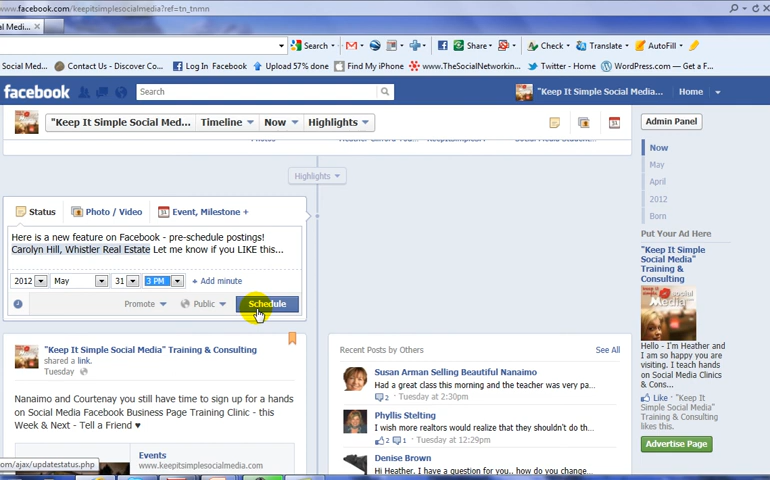 www.facebook.com/keepitsimplesocialmedia?ref=tn_tnmn
al Media...
Search
Share
Check
Translate
AutoFill
Social Med...
Contact Us - Discover Co...
Log In Facebook
Upload 57% done
Find My iPhone
www.TheSocialNetworkin...
Twitter - Home
WordPress.com — Get a F...
facebook
Search
"Keep It Simple Social Media...
Home
"Keep It Simple Social Med...
Timeline
Now
Highlights
Admin Panel
Highlights
Now
May
April
2012
Born
Status
Photo / Video
Event, Milestone +
Here is a new feature on Facebook - pre-schedule postings!
Carolyn Hill, Whistler Real Estate Let me know if you LIKE this...
2012
May
31
3 PM
+ Add minute
Promote
Public
Schedule
Put Your Ad Here
"Keep It Simple
Social Media"
Training &
Consulting
Hello - I'm Heather and
I am so happy you are
visiting. I teach hands
on Social Media Clinics
& Cons...
Like · "Keep It
Simple Social Media"
Training & Consulting
likes this.
Advertise Page
"Keep It Simple Social Media" Training & Consulting
shared a link.
Tuesday
Nanaimo and Courtenay you still have time to sign up for a hands
on Social Media Facebook Business Page Training Clinic - this
Week & Next - Tell a Friend ♥
Events
www.keepitsimplesocialmedia.com
Recent Posts by Others
See All
Susan Arman Selling Beautiful Nanaimo
Had a great class this morning and the teacher was very pa...
2 · Tuesday at 2:30pm
Phyllis Stelting
I wish more realtors would realize that they shouldn't do th...
2 1 · Tuesday at 12:29pm
Denise Brown
Hi Heather, I have a question for you.. how do you change...
om/ajax/updatestatus.php